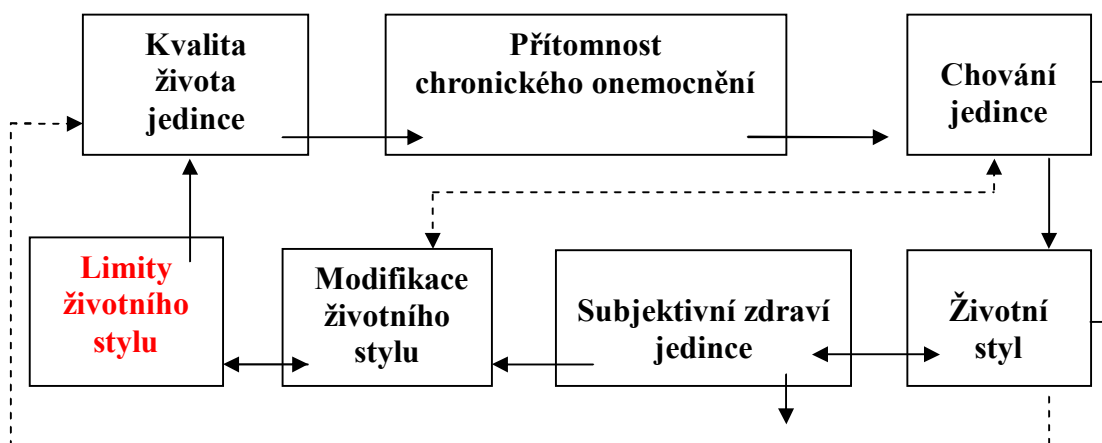 Kvalita
života
jedince
Přítomnost
chronického onemocnění
Chování
jedince
Limity
životního
stylu
Modifikace
životního
stylu
Subjektivní zdraví
jedince
Životní
styl